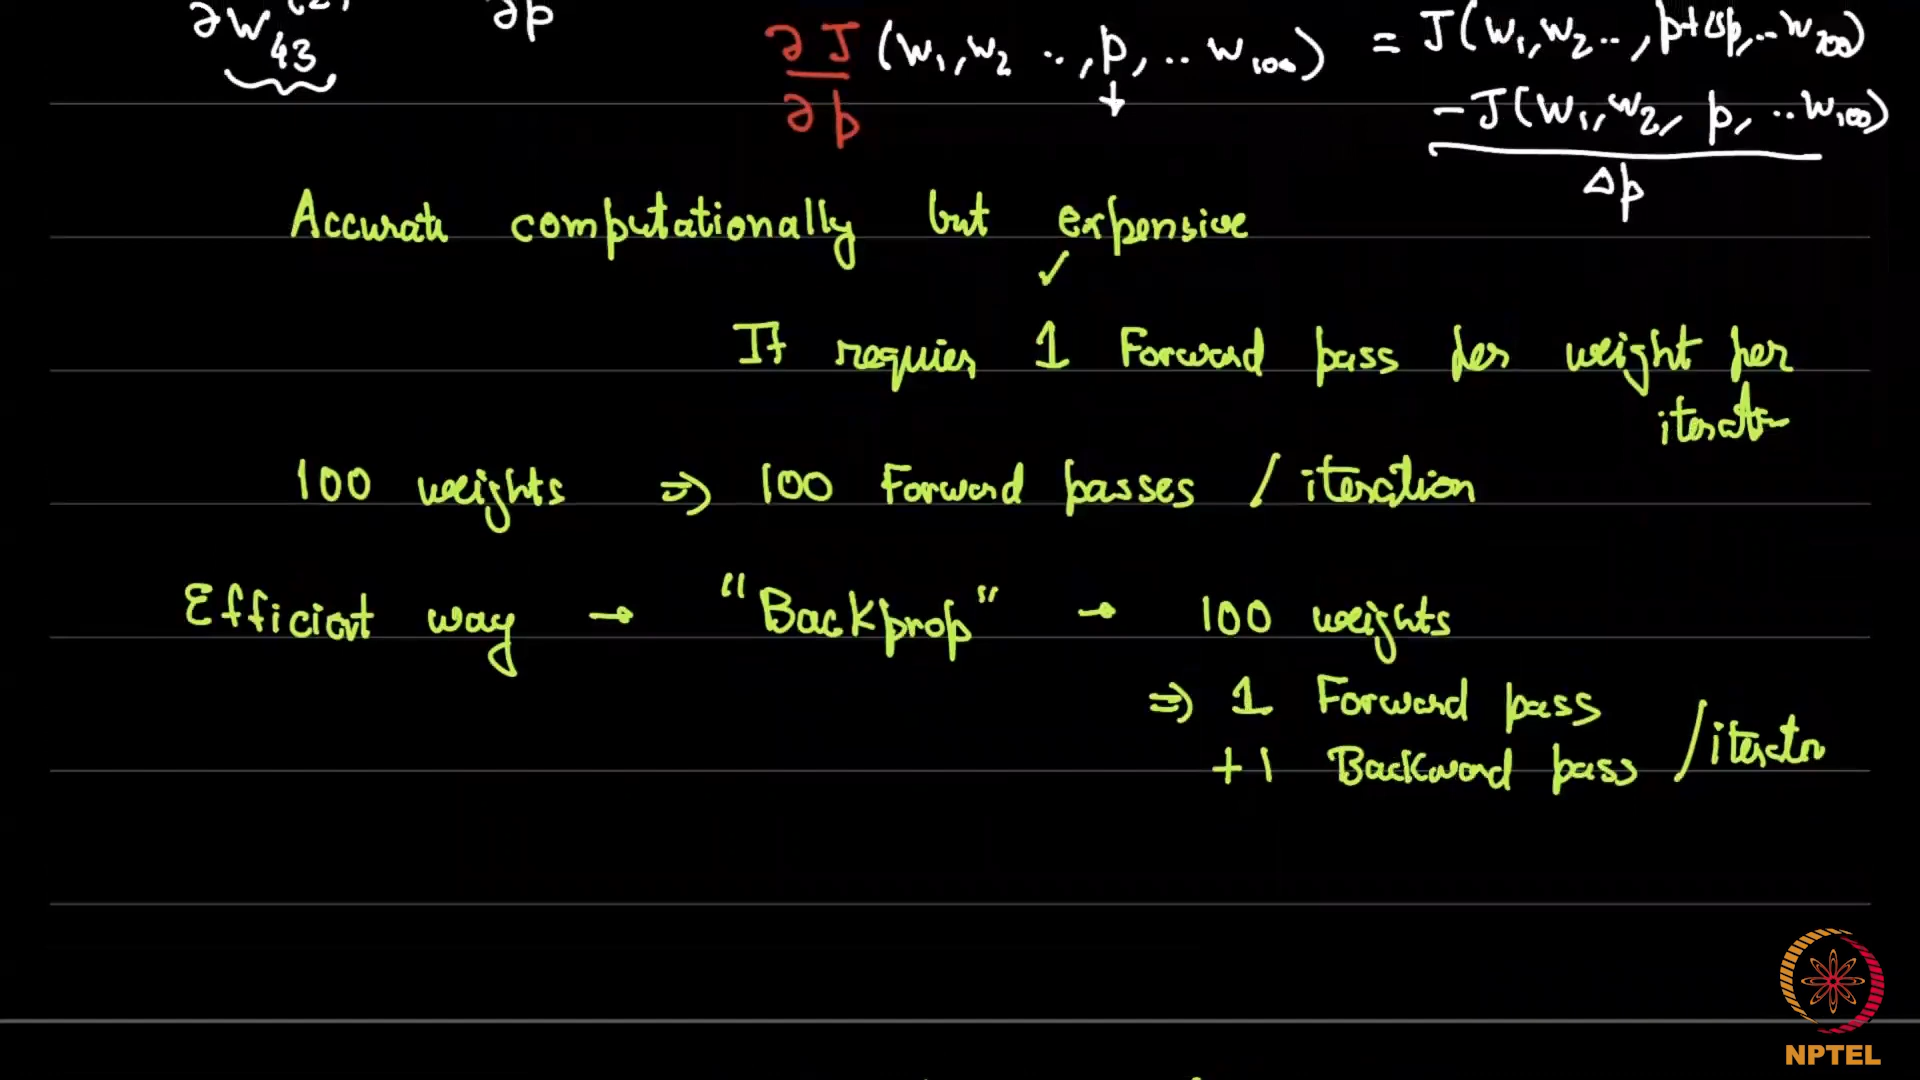 ∂w₄₃⁽²⁾ ∂p
∂J/∂p (w₁, w₂ .., p, .. w₁₀₀) = J(w₁, w₂.., p+Δp, ..w₁₀₀)
-J(w₁, w₂, p, ..w₁₀₀)
Δp
↓
Accurate computationally but expensive
✓
It requies 1 Forward pass per weight per
iteration
100 weights ⇒ 100 Forward passes / iteration
Efficient way → "Backprop" → 100 weights
⇒ 1 Forward pass
+1 Backward pass /iteration
NPTEL